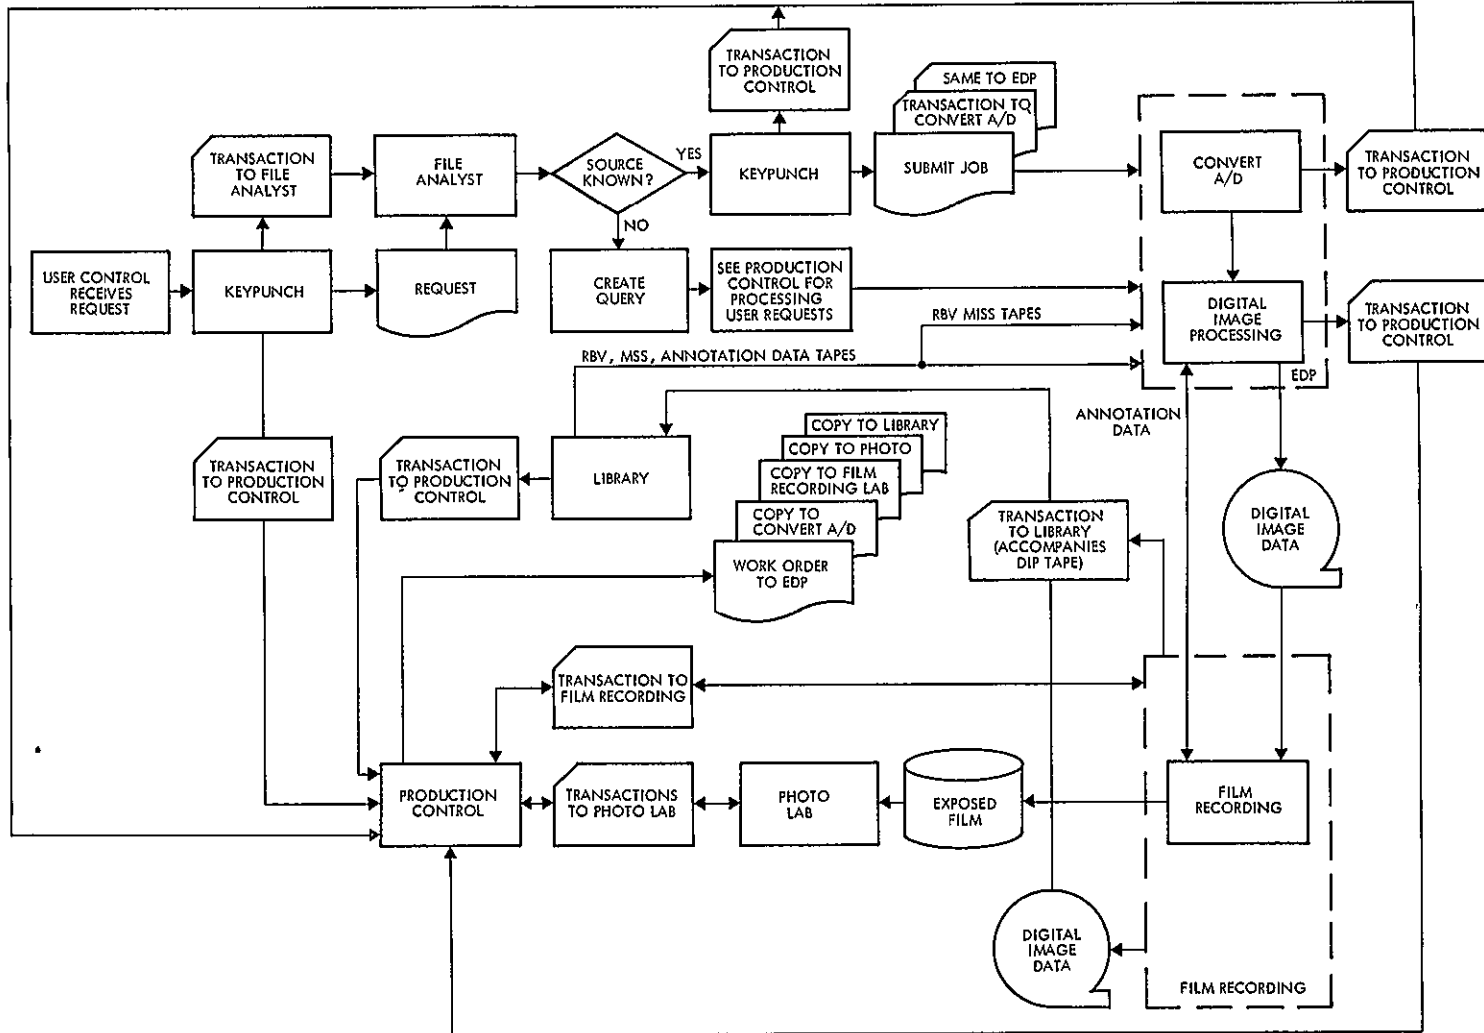 TRANSACTION
TO PRODUCTION
CONTROL
SAME TO EDP
TRANSACTION TO
CONVERT A/D
SUBMIT JOB
TRANSACTION
TO FILE
ANALYST
FILE
ANALYST
SOURCE
KNOWN?
YES
KEYPUNCH
CONVERT
A/D
TRANSACTION
TO PRODUCTION
CONTROL
NO
USER CONTROL
RECEIVES
REQUEST
KEYPUNCH
REQUEST
CREATE
QUERY
SEE PRODUCTION
CONTROL FOR
PROCESSING
USER REQUESTS
DIGITAL
IMAGE
PROCESSING
TRANSACTION
TO PRODUCTION
CONTROL
RBV MISS TAPES
RBV, MSS, ANNOTATION DATA TAPES
EDP
ANNOTATION
DATA
TRANSACTION
TO PRODUCTION
CONTROL
TRANSACTION
TO PRODUCTION
CONTROL
LIBRARY
COPY TO LIBRARY
COPY TO PHOTO
COPY TO FILM
RECORDING LAB
COPY TO
CONVERT A/D
WORK ORDER
TO EDP
TRANSACTION
TO LIBRARY
(ACCOMPANIES
DIP TAPE)
DIGITAL
IMAGE
DATA
TRANSACTION TO
FILM RECORDING
PRODUCTION
CONTROL
TRANSACTIONS
TO PHOTO LAB
PHOTO
LAB
EXPOSED
FILM
FILM
RECORDING
DIGITAL
IMAGE
DATA
FILM RECORDING